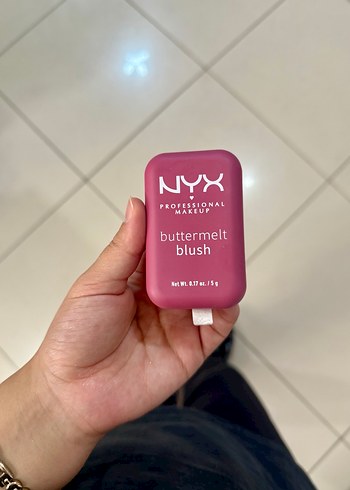 NYX
PROFESSIONAL
MAKEUP
buttermelt
blush
Net Wt. 0.17 oz. / 5 g